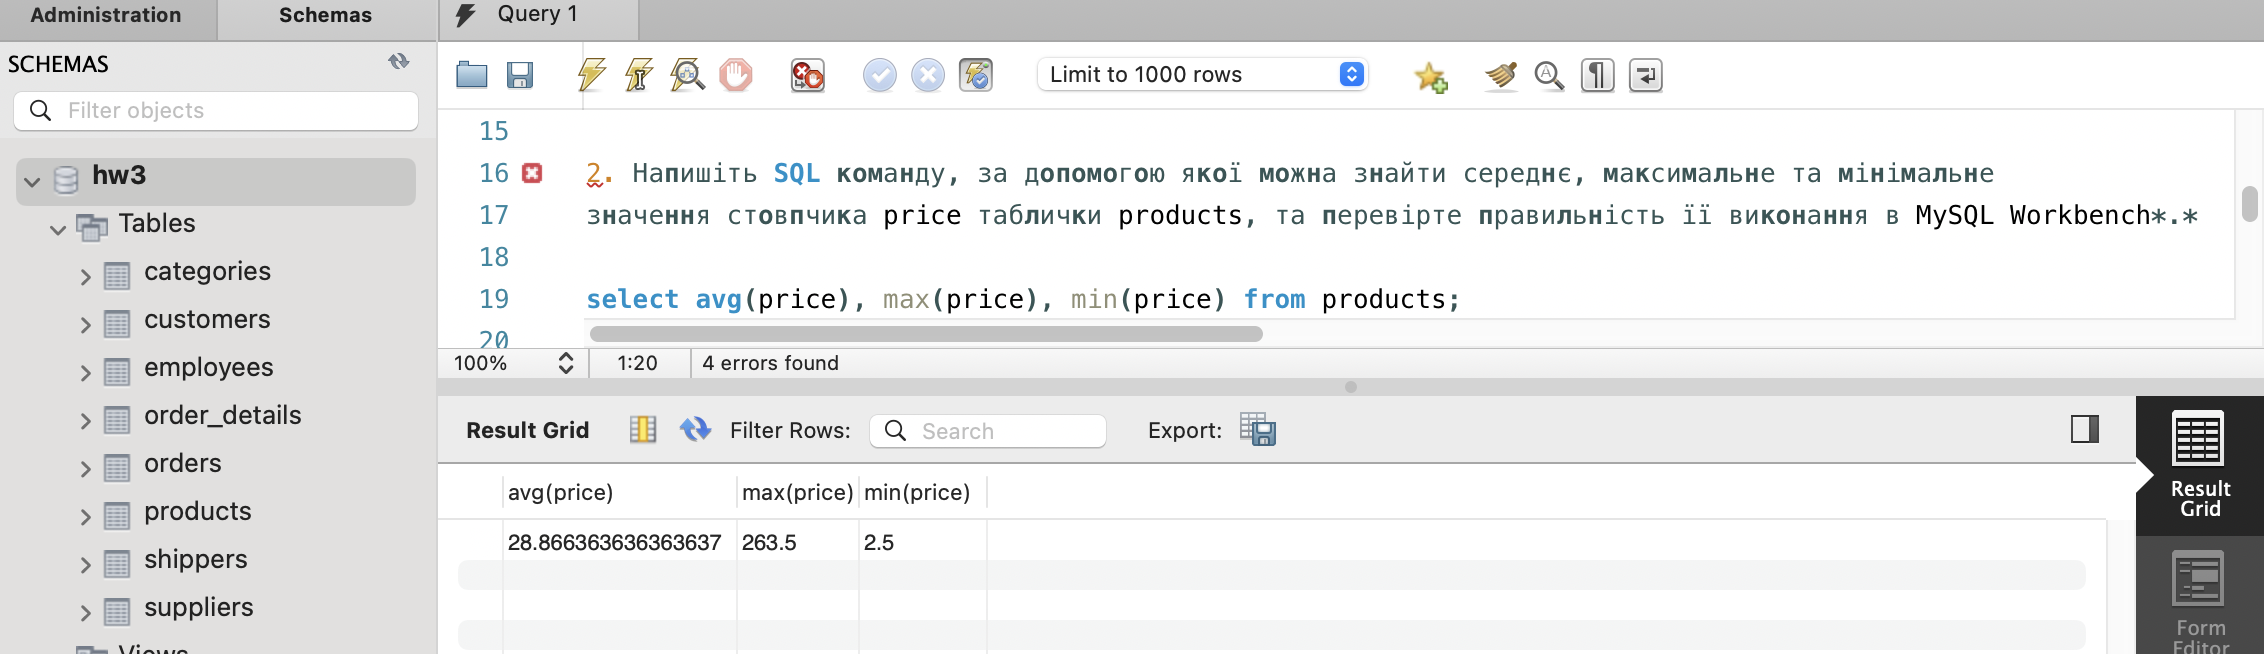 Administration
Schemas
Query 1
SCHEMAS
Filter objects
hw3
Tables
categories
customers
employees
order_details
orders
products
shippers
suppliers
Views
Limit to 1000 rows
15
16 2. Напишіть SQL команду, за допомогою якої можна знайти середнє, максимальне та мінімальне
17 значення стовпчика price таблички products, та перевірте правильність її виконання в MySQL Workbench*.*
18
19 select avg(price), max(price), min(price) from products;
20
100% 1:20 4 errors found
Result Grid Filter Rows: Search Export:
avg(price) max(price) min(price)
28.866363636363637 263.5 2.5
Result
Grid
Form
Editor